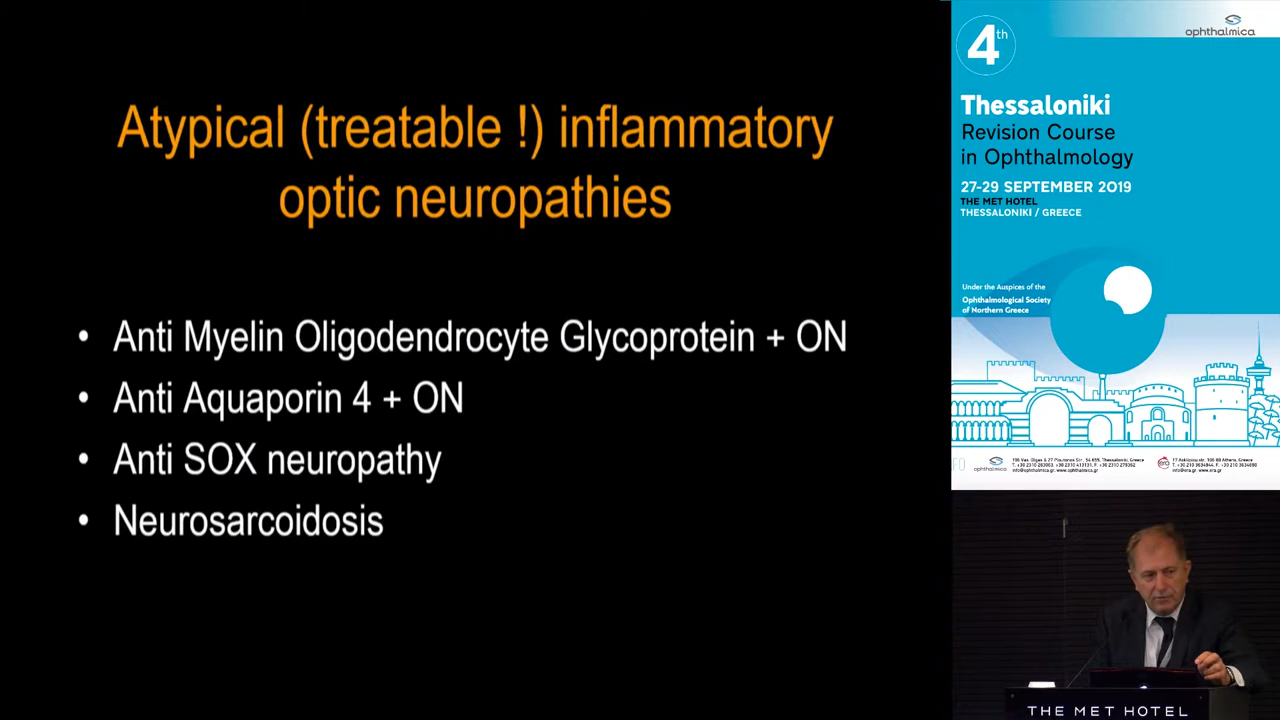 Atypical (treatable !) inflammatory
optic neuropathies
• Anti Myelin Oligodendrocyte Glycoprotein + ON
• Anti Aquaporin 4 + ON
• Anti SOX neuropathy
• Neurosarcoidosis
ophthalmica
4th
Thessaloniki
Revision Course
in Ophthalmology
27-29 SEPTEMBER 2019
THE MET HOTEL
THESSALONIKI / GREECE
Under the Auspices of the
Ophthalmological Society
of Northern Greece
ophthalmica
THE MET HOTEL